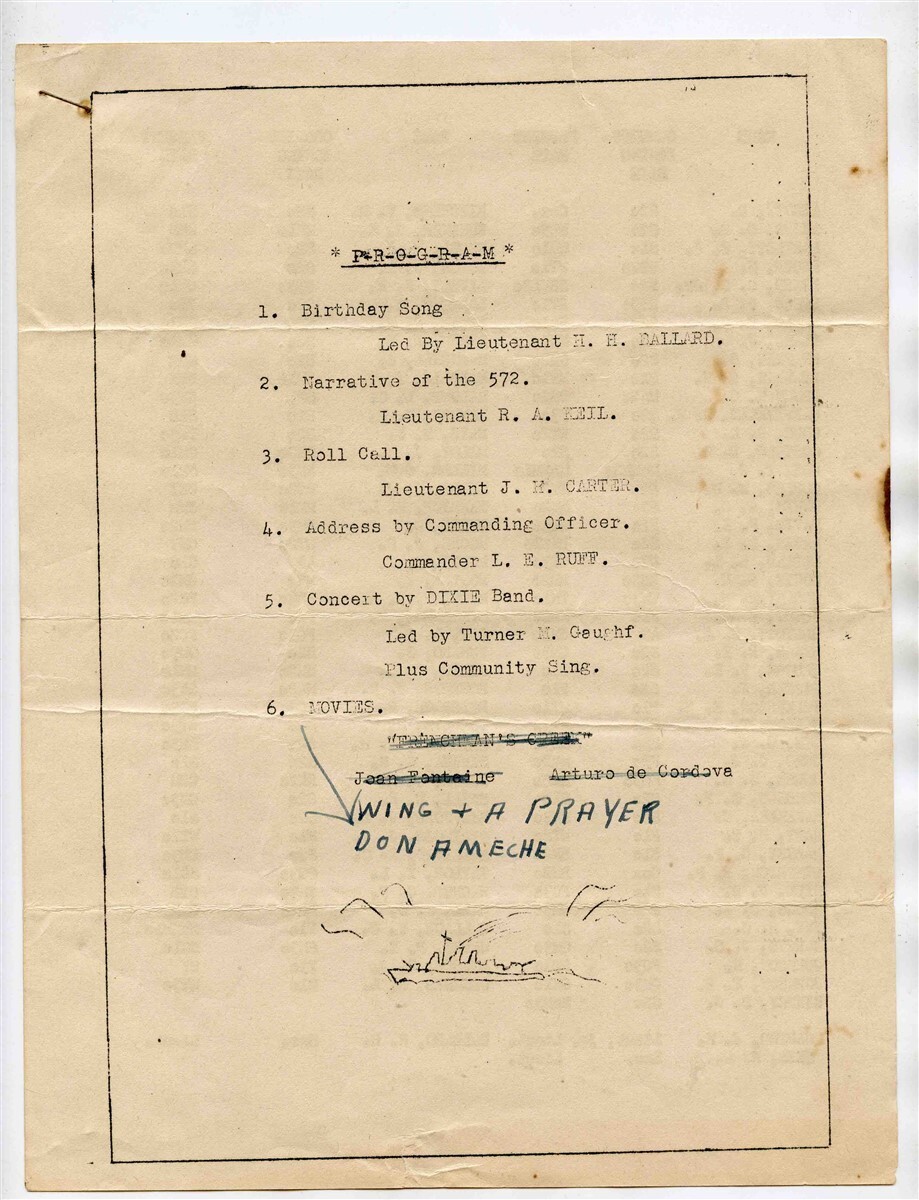 * P-R-O-G-R-A-M *
1. Birthday Song
Led By Lieutenant H. H. BALLARD.
2. Narrative of the 572.
Lieutenant R. A. KEIL.
3. Roll Call.
Lieutenant J. M. CARTER.
4. Address by Commanding Officer.
Commander L. E. RUFF.
5. Concert by DIXIE Band.
Led by Turner M. Gaughf.
Plus Community Sing.
6. MOVIES.
"FRENCHMAN'S CREEK"
Joan Fontaine Arturo de Cordova
WING + A PRAYER
DON AMECHE